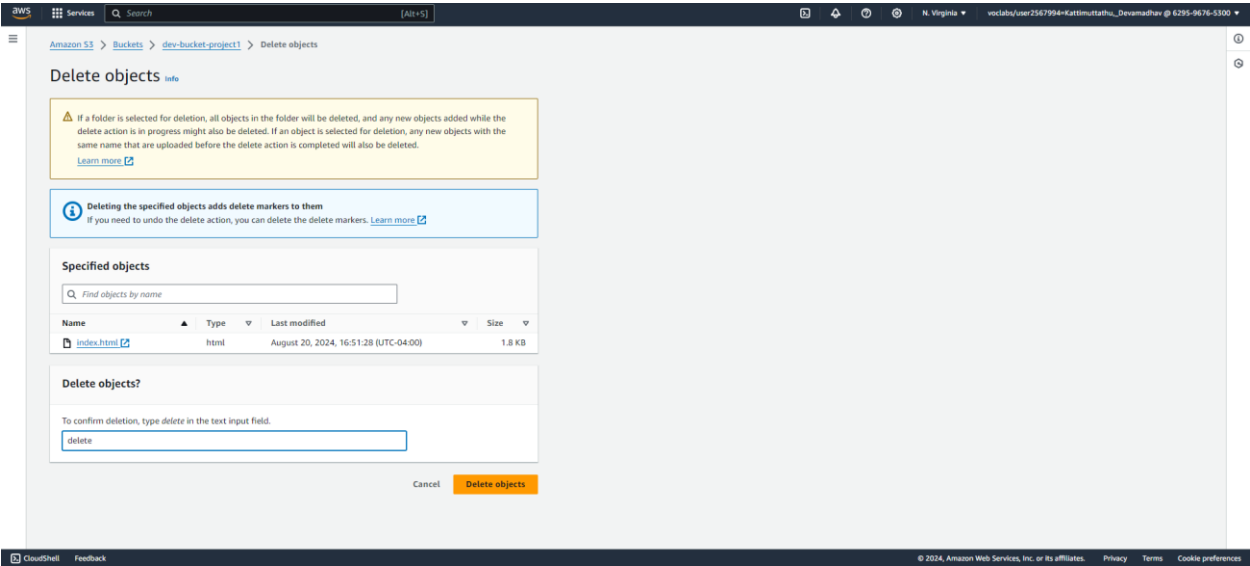 aws Services Search [Alt+S] N. Virginia voclabs/user2567994=Kattimuttathu,_Devamadhav @ 6295-9676-5300
Amazon S3 > Buckets > dev-bucket-project1 > Delete objects
Delete objects Info
If a folder is selected for deletion, all objects in the folder will be deleted, and any new objects added while the
delete action is in progress might also be deleted. If an object is selected for deletion, any new objects with the
same name that are uploaded before the delete action is completed will also be deleted.
Learn more
Deleting the specified objects adds delete markers to them
If you need to undo the delete action, you can delete the delete markers. Learn more
Specified objects
Find objects by name
Name Type Last modified Size
index.html html August 20, 2024, 16:51:28 (UTC-04:00) 1.8 KB
Delete objects?
To confirm deletion, type delete in the text input field.
delete
Cancel Delete objects
CloudShell Feedback © 2024, Amazon Web Services, Inc. or its affiliates. Privacy Terms Cookie preferences